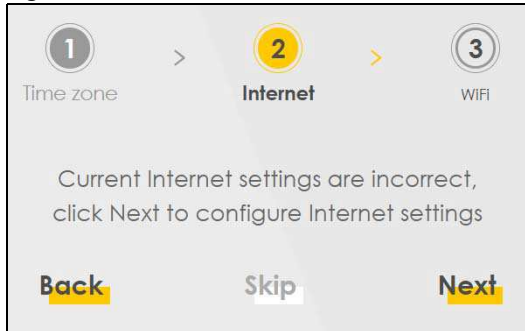 1 > 2 > 3
Time zone Internet WiFi
Current Internet settings are incorrect,
click Next to configure Internet settings
Back Skip Next